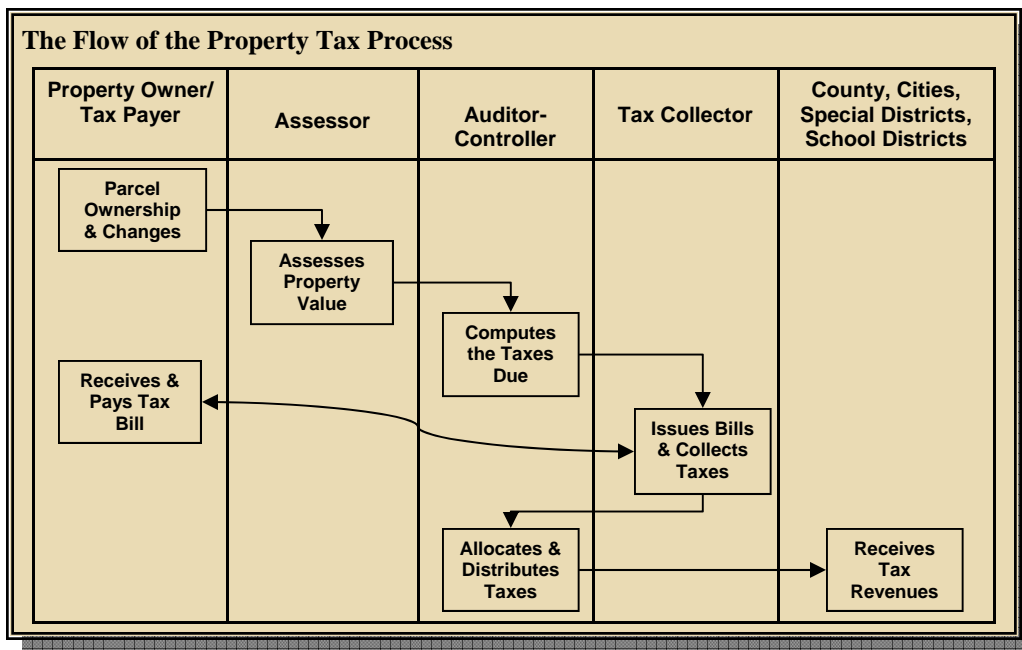 The Flow of the Property Tax Process
Property Owner/
Tax Payer
Assessor
Auditor-
Controller
Tax Collector
County, Cities,
Special Districts,
School Districts
Parcel
Ownership
& Changes
Assesses
Property
Value
Computes
the Taxes
Due
Receives &
Pays Tax
Bill
Issues Bills
& Collects
Taxes
Allocates &
Distributes
Taxes
Receives
Tax
Revenues